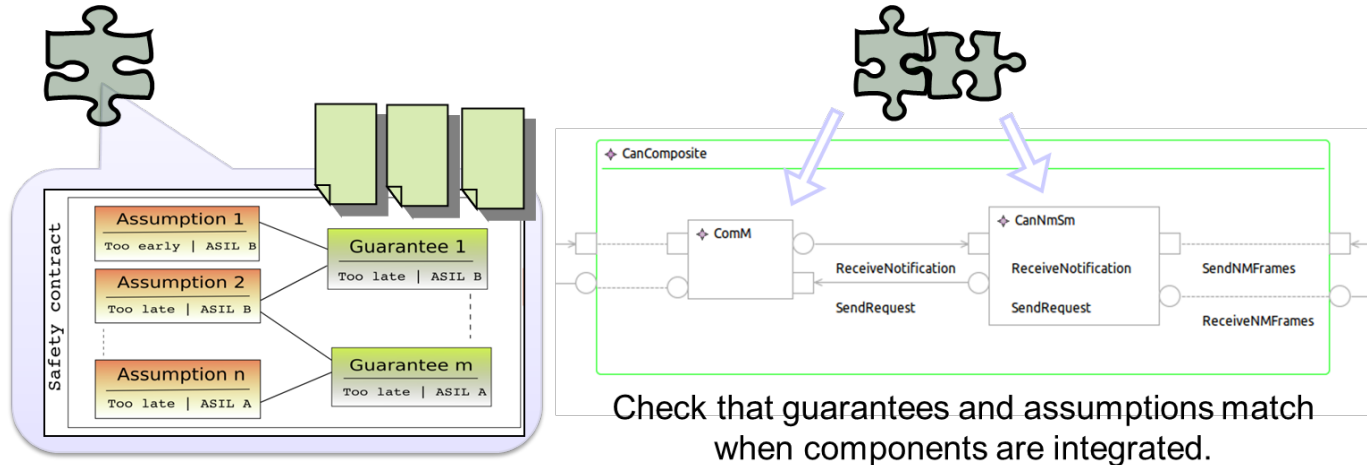 Safety contract
Assumption 1
Too early | ASIL B
Assumption 2
Too late | ASIL B
Assumption n
Too late | ASIL A
Guarantee 1
Too late | ASIL B
Guarantee m
Too late | ASIL A
CanComposite
ComM
ReceiveNotification
SendRequest
CanNmSm
ReceiveNotification
SendRequest
SendNMFrames
ReceiveNMFrames
Check that guarantees and assumptions match
when components are integrated.